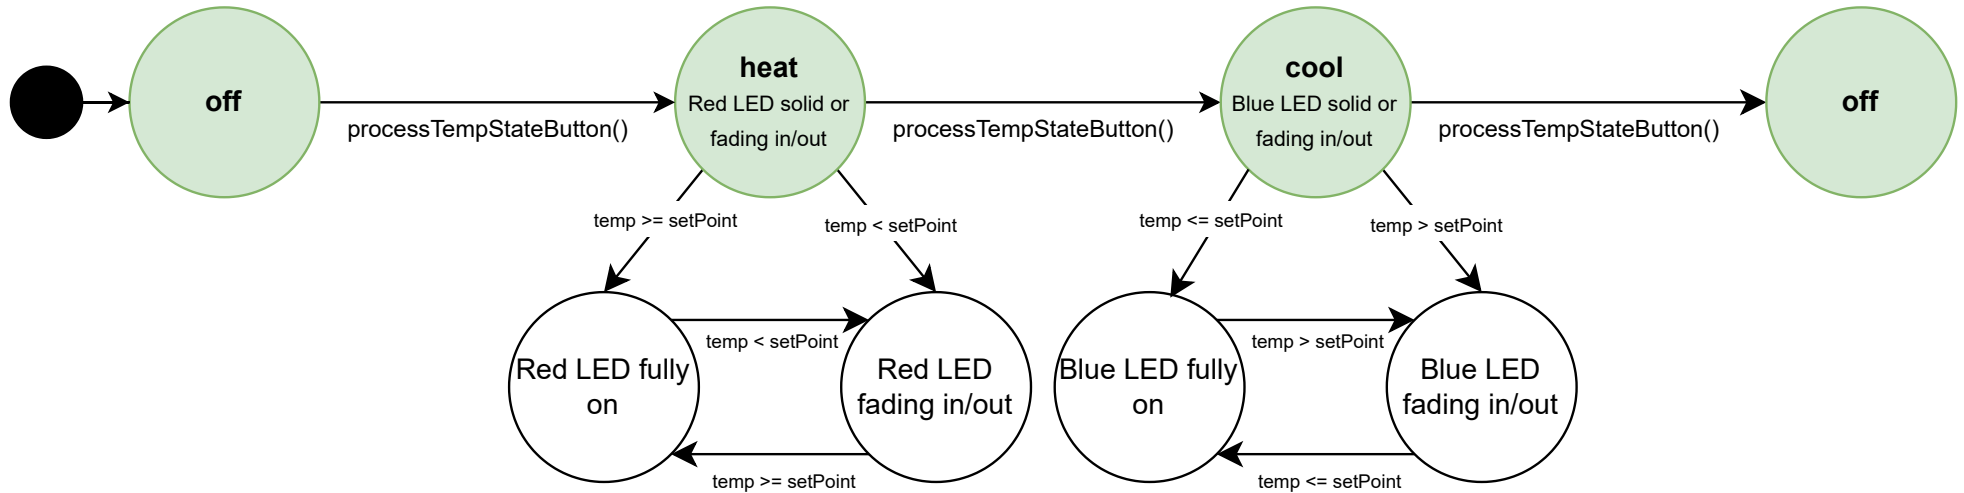 off
processTempStateButton()
heat
Red LED solid or
fading in/out
processTempStateButton()
cool
Blue LED solid or
fading in/out
processTempStateButton()
off
temp >= setPoint
temp < setPoint
temp <= setPoint
temp > setPoint
Red LED fully
on
temp < setPoint
temp >= setPoint
Red LED
fading in/out
Blue LED fully
on
temp > setPoint
temp <= setPoint
Blue LED
fading in/out